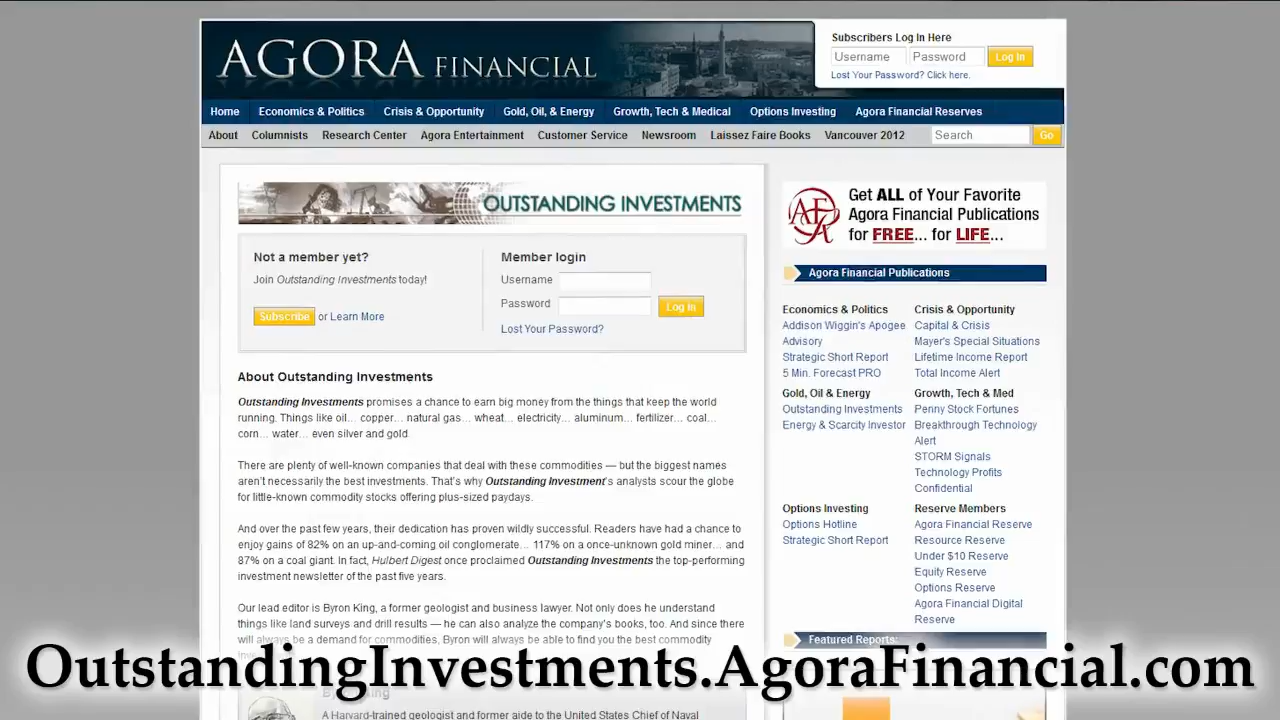 AGORA FINANCIAL
Subscribers Log In Here
Username Password Log In
Lost Your Password? Click here.
Home Economics & Politics Crisis & Opportunity Gold, Oil, & Energy Growth, Tech & Medical Options Investing Agora Financial Reserves
About Columnists Research Center Agora Entertainment Customer Service Newsroom Laissez Faire Books Vancouver 2012 Search Go
OUTSTANDING INVESTMENTS
Not a member yet?
Join Outstanding Investments today!
Subscribe or Learn More
Member login
Username
Password Log In
Lost Your Password?
About Outstanding Investments
Outstanding Investments promises a chance to earn big money from the things that keep the world
running. Things like oil... copper... natural gas... wheat... electricity... aluminum... fertilizer... coal...
corn... water... even silver and gold.
There are plenty of well-known companies that deal with these commodities — but the biggest names
aren't necessarily the best investments. That's why Outstanding Investment's analysts scour the globe
for little-known commodity stocks offering plus-sized paydays.
And over the past few years, their dedication has proven wildly successful. Readers have had a chance to
enjoy gains of 82% on an up-and-coming oil conglomerate... 117% on a once-unknown gold miner... and
87% on a coal giant. In fact, Hulbert Digest once proclaimed Outstanding Investments the top-performing
investment newsletter of the past five years.
Our lead editor is Byron King, a former geologist and business lawyer. Not only does he understand
things like land surveys and drill results — he can also analyze the company's books, too. And since there
will always be a demand for commodities, Byron will always be able to find you the best commodity
Byron King
A Harvard-trained geologist and former aide to the United States Chief of Naval
Get ALL of Your Favorite
Agora Financial Publications
for FREE... for LIFE...
AFR
Agora Financial Publications
Economics & Politics
Addison Wiggin's Apogee
Advisory
Strategic Short Report
5 Min. Forecast PRO
Crisis & Opportunity
Capital & Crisis
Mayer's Special Situations
Lifetime Income Report
Total Income Alert
Gold, Oil & Energy
Outstanding Investments
Energy & Scarcity Investor
Growth, Tech & Med
Penny Stock Fortunes
Breakthrough Technology
Alert
STORM Signals
Technology Profits
Confidential
Options Investing
Options Hotline
Strategic Short Report
Reserve Members
Agora Financial Reserve
Resource Reserve
Under $10 Reserve
Equity Reserve
Options Reserve
Agora Financial Digital
Reserve
Featured Reports:
OutstandingInvestments.AgoraFinancial.com